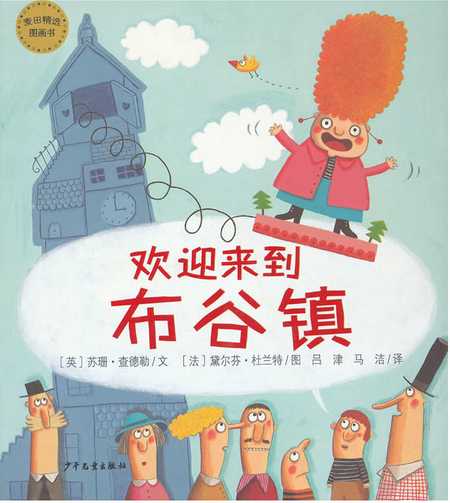 麦田精选
图画书
欢迎来到
布谷镇
[英] 苏珊·查德勒/文 [法] 黛尔芬·杜兰特/图 吕 津 马 洁/译
少年儿童出版社